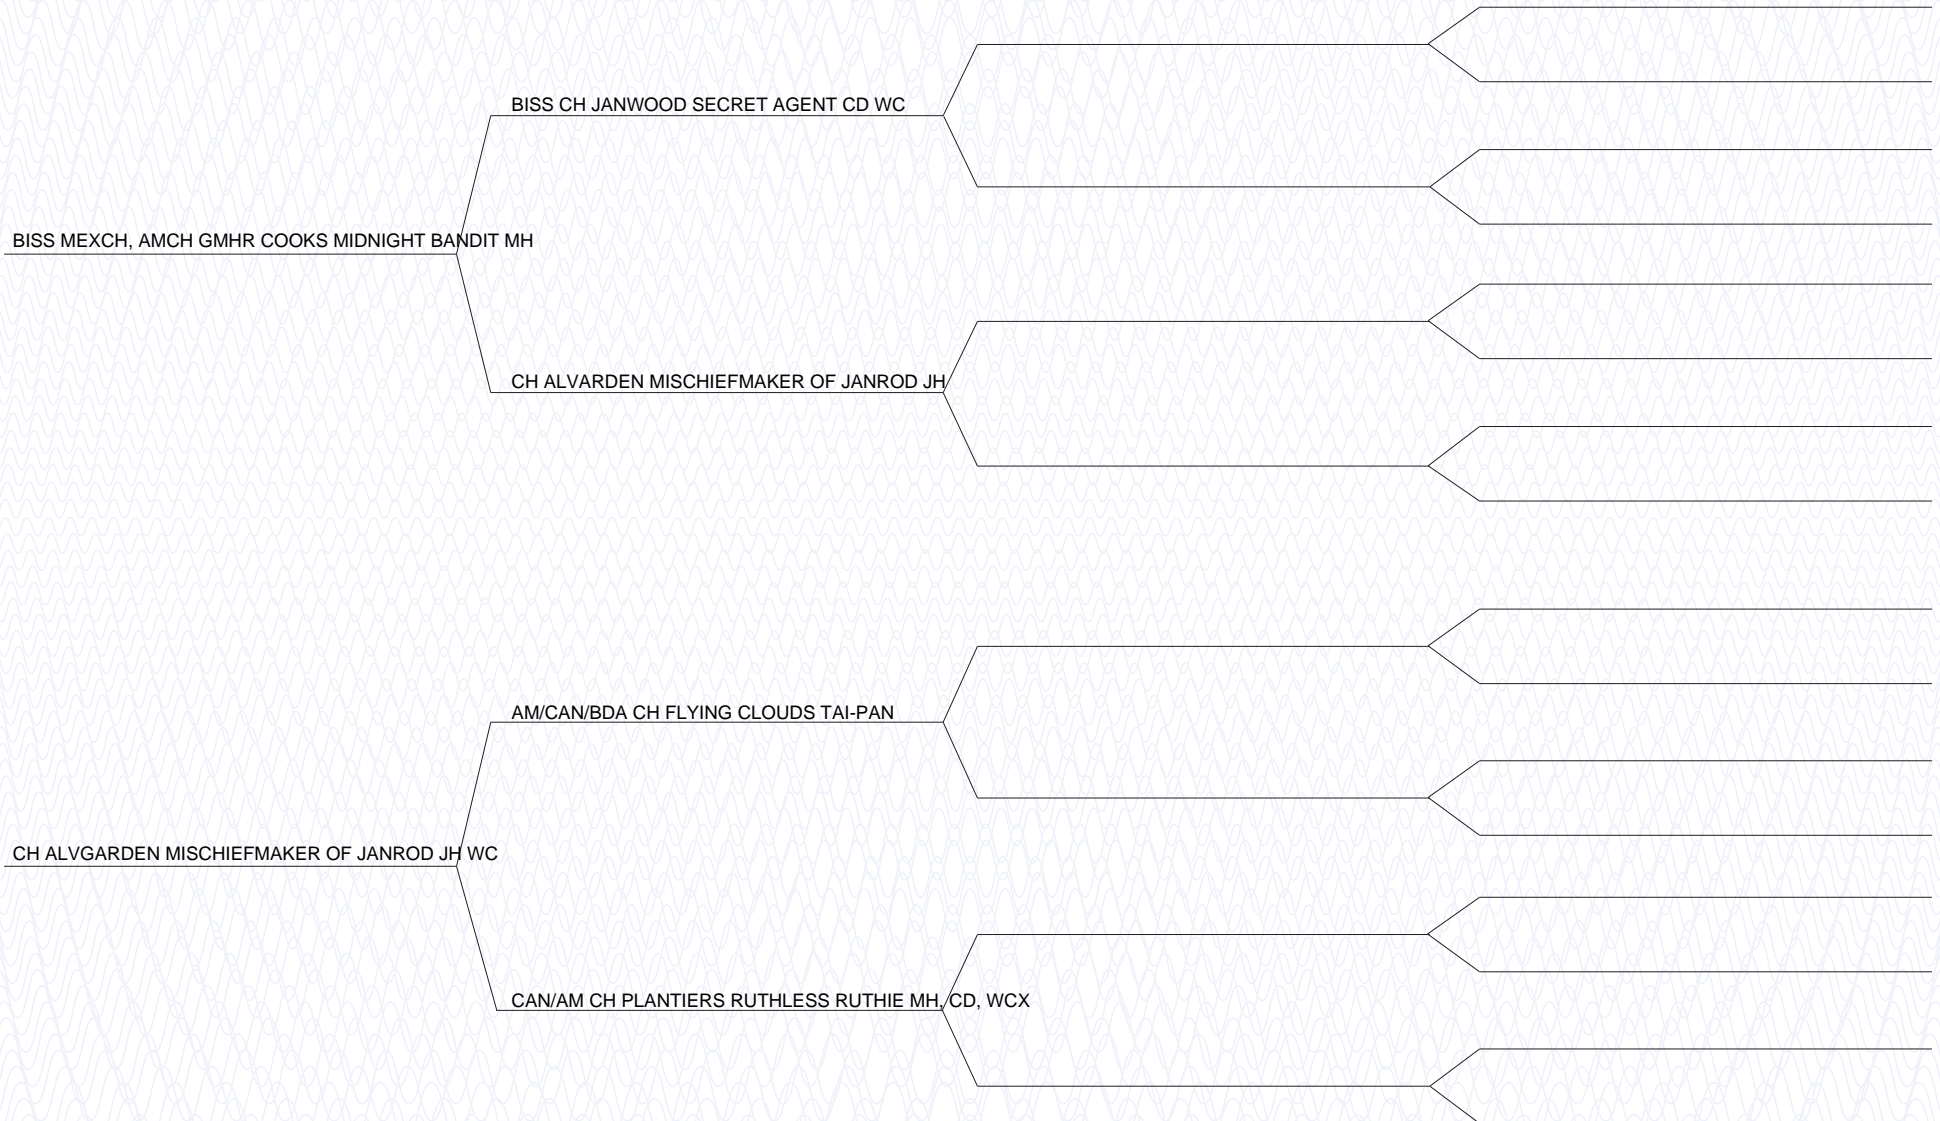 BISS CH JANWOOD SECRET AGENT CD WC
BISS MEXCH, AMCH GMHR COOKS MIDNIGHT BANDIT MH
CH ALVARDEN MISCHIEFMAKER OF JANROD JH
AM/CAN/BDA CH FLYING CLOUDS TAI-PAN
CH ALVGARDEN MISCHIEFMAKER OF JANROD JH WC
CAN/AM CH PLANTIERS RUTHLESS RUTHIE MH, CD, WCX